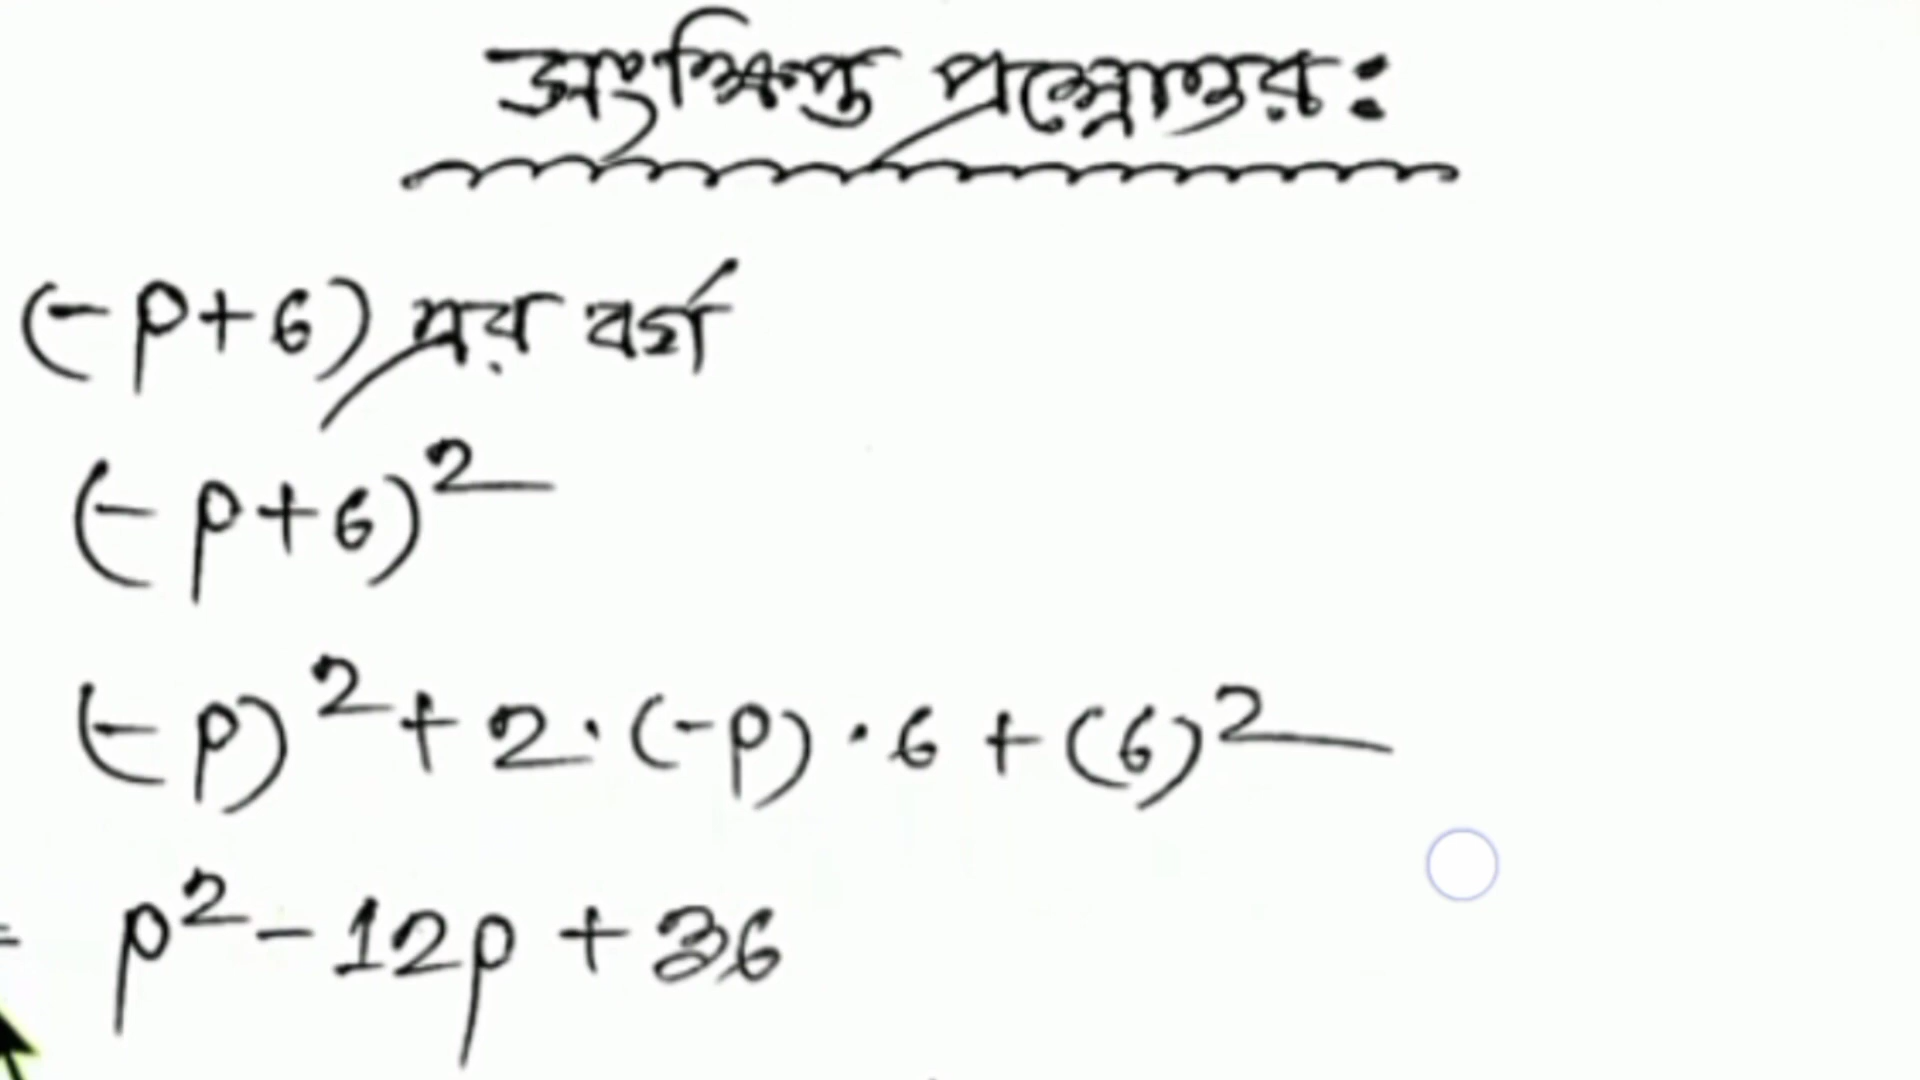 সংক্ষিপ্ত প্রশ্নোত্তর:
(-p+6) এর বর্গ
(-p+6)²
(-p)²+2·(-p)·6+(6)²
= p²-12p+36